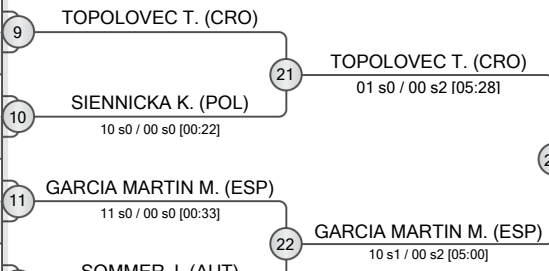 TOPOLOVEC T. (CRO)
9
21
TOPOLOVEC T. (CRO)
01 s0 / 00 s2 [05:28]
SIENNICKA K. (POL)
10
10 s0 / 00 s0 [00:22]
GARCIA MARTIN M. (ESP)
11
11 s0 / 00 s0 [00:33]
22
GARCIA MARTIN M. (ESP)
10 s1 / 00 s2 [05:00]
SOMMER J. (AUT)